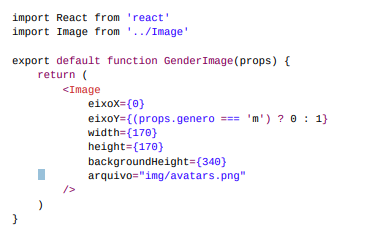 import React from 'react'
import Image from '../Image'

export default function GenderImage(props) {
    return (
        <Image
            eixoX={0}
            eixoY={(props.genero === 'm') ? 0 : 1}
            width={170}
            height={170}
            backgroundHeight={340}
            arquivo="img/avatars.png"
        />
    )
}